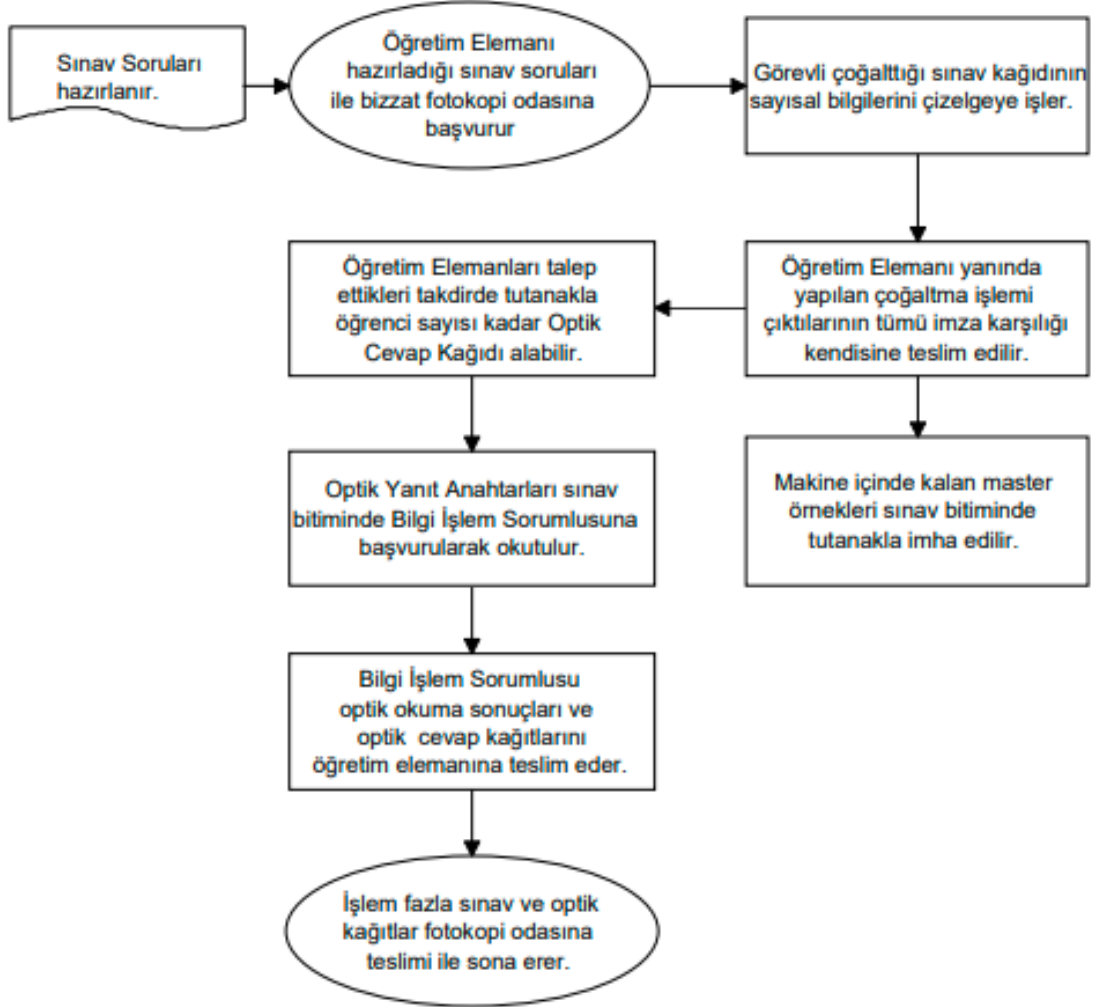 Sınav Soruları
hazırlanır.
Öğretim Elemanı
hazırladığı sınav soruları
ile bizzat fotokopi odasına
başvurur
Görevli çoğalttığı sınav kağıdının
sayısal bilgilerini çizelgeye işler.
Öğretim Elemanı yanında
yapılan çoğaltma işlemi
çıktılarının tümü imza karşılığı
kendisine teslim edilir.
Öğretim Elemanları talep
ettikleri takdirde tutanakla
öğrenci sayısı kadar Optik
Cevap Kağıdı alabilir.
Makine içinde kalan master
örnekleri sınav bitiminde
tutanakla imha edilir.
Optik Yanıt Anahtarları sınav
bitiminde Bilgi İşlem Sorumlusuna
başvurularak okutulur.
Bilgi İşlem Sorumlusu
optik okuma sonuçları ve
optik cevap kağıtlarını
öğretim elemanına teslim eder.
İşlem fazla sınav ve optik
kağıtlar fotokopi odasına
teslimi ile sona erer.